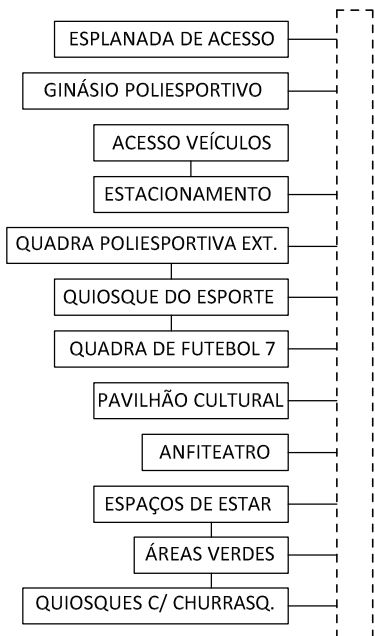 ESPLANADA DE ACESSO
GINÁSIO POLIESPORTIVO
ACESSO VEÍCULOS
ESTACIONAMENTO
QUADRA POLIESPORTIVA EXT.
QUIOSQUE DO ESPORTE
QUADRA DE FUTEBOL 7
PAVILHÃO CULTURAL
ANFITEATRO
ESPAÇOS DE ESTAR
ÁREAS VERDES
QUIOSQUES C/ CHURRASQ.